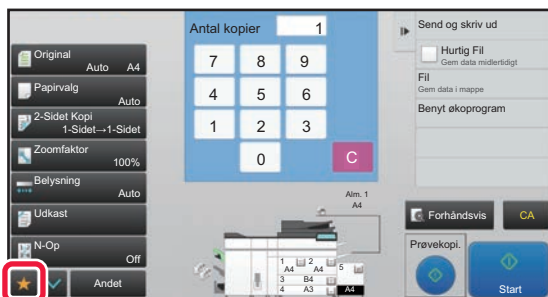 Antal kopier 1
Original
Auto A4
Papirvalg
Auto
2-Sidet Kopi
1-Sidet→1-Sidet
Zoomfaktor
100%
Belysning
Auto
Udkast
N-Op
Off
Andet
7 8 9
4 5 6
1 2 3
0 C
Alm. 1
A4
1 A4 2 A4 5
3 B4
4 A3 A4
Send og skriv ud
Hurtig Fil
Gem data midlertidigt
Fil
Gem data i mappe
Benyt økoprogram
Forhåndsvis CA
Prøvekopi.
Start